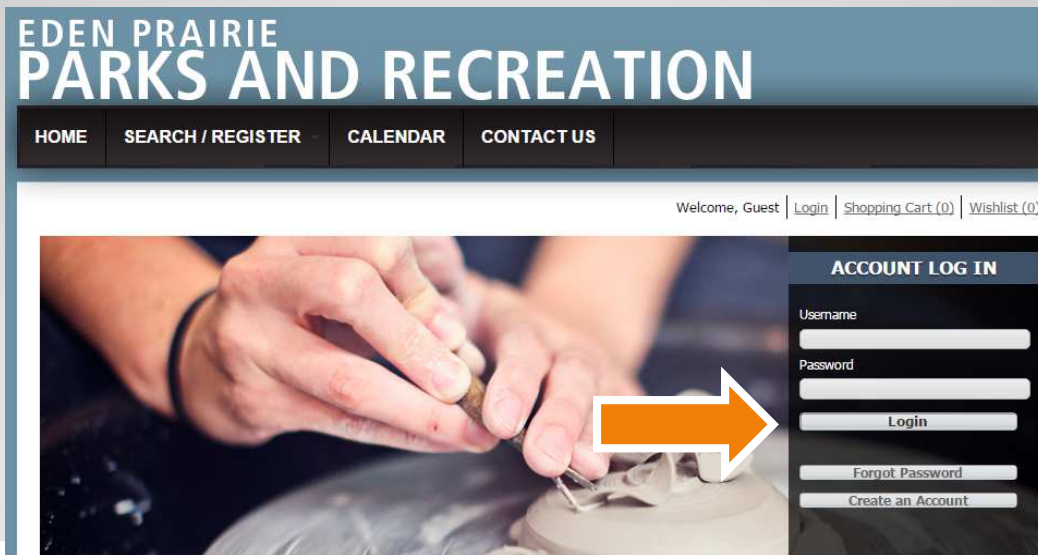 EDEN PRAIRIE
PARKS AND RECREATION
HOME SEARCH / REGISTER CALENDAR CONTACT US
Welcome, Guest Login Shopping Cart (0) Wishlist (0)
ACCOUNT LOG IN
Username
Password
Login
Forgot Password
Create an Account